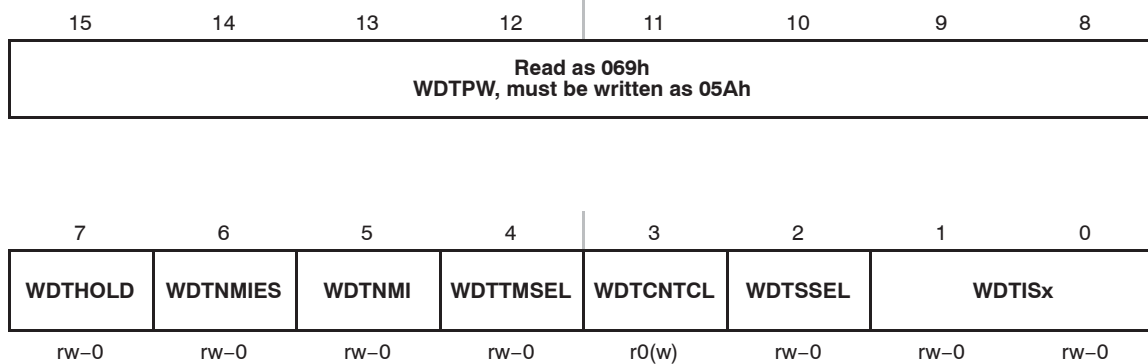 15 14 13 12 11 10 9 8
Read as 069h
WDTPW, must be written as 05Ah
7 6 5 4 3 2 1 0
WDTHOLD WDTNMIES WDTNMI WDTTMSEL WDTCNTCL WDTSSEL WDTISx
rw−0 rw−0 rw−0 rw−0 r0(w) rw−0 rw−0 rw−0